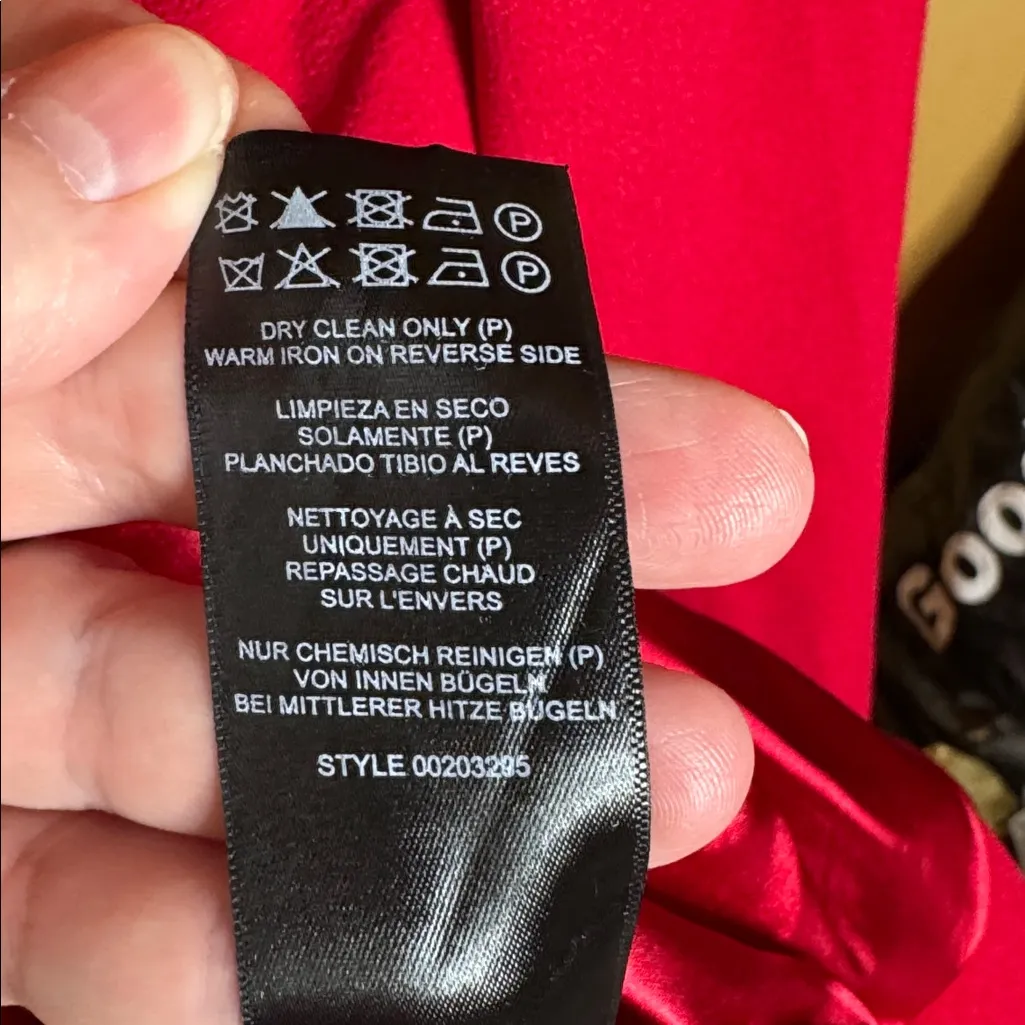 P
P
DRY CLEAN ONLY (P)
WARM IRON ON REVERSE SIDE
LIMPIEZA EN SECO
SOLAMENTE (P)
PLANCHADO TIBIO AL REVES
NETTOYAGE À SEC
UNIQUEMENT (P)
REPASSAGE CHAUD
SUR L'ENVERS
NUR CHEMISCH REINIGEN (P)
VON INNEN BÜGELN
BEI MITTLERER HITZE BÜGELN
STYLE 00203295
GOO